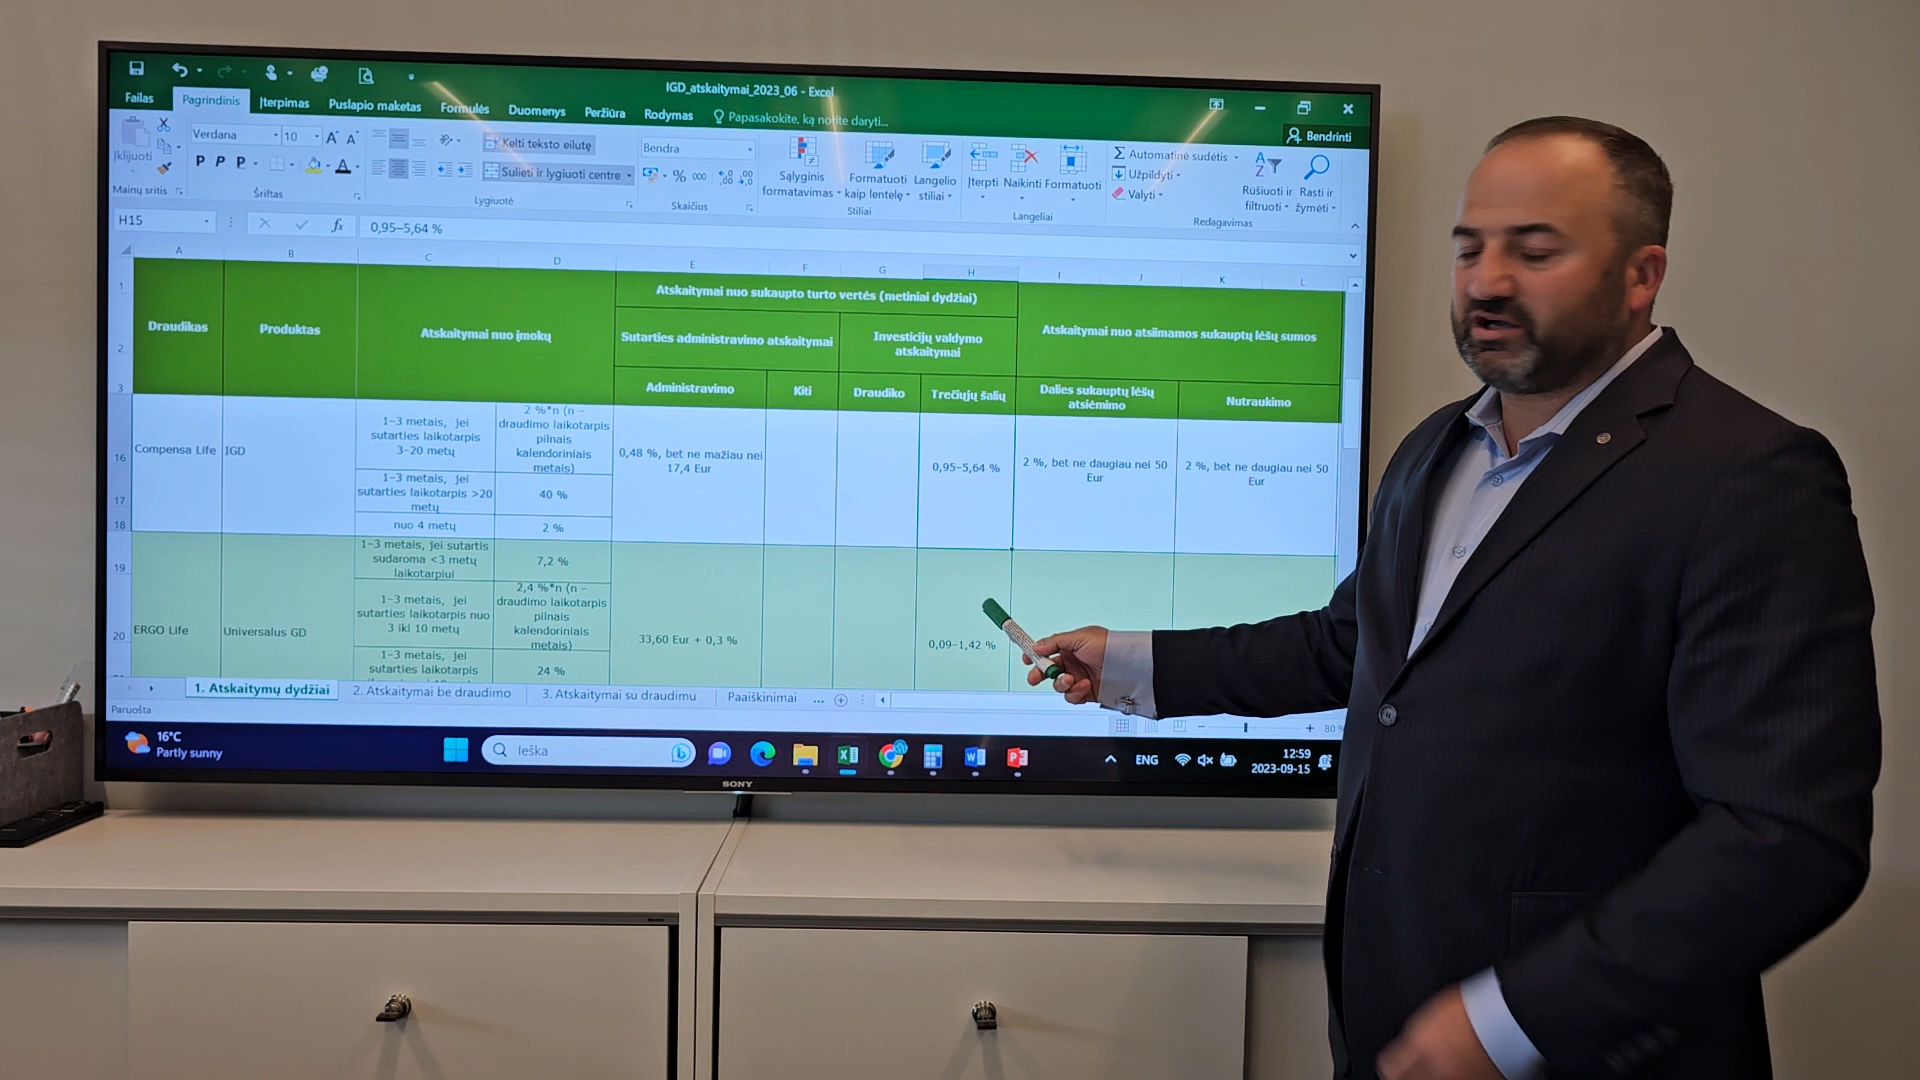 IGD_atskaitymai_2023_06 - Excel
Failas Pagrindinis Įterpimas Puslapio maketas Formulės Duomenys Peržiūra Rodymas Papasakokite, ką norite daryti... Bendrinti
Įklijuoti
Mainų sritis
Verdana 10
P P P
Šriftas
Kelti teksto eilutę
Sulieti ir lygiuoti centre
Lygiuotė
Bendra
% 000
Skaičius
Sąlyginis
formatavimas
Formatuoti
kaip lentelę
Langelio
stiliai
Stiliai
Įterpti Naikinti Formatuoti
Langeliai
Automatinė sudėtis
Užpildyti
Valyti
Rūšiuoti ir
filtruoti
Rasti ir
žymėti
Redagavimas
H15 fx 0,95–5,64 %
A B C D E F G H I J K L
1
2
3
Draudikas
Produktas
Atskaitymai nuo įmokų
Atskaitymai nuo sukaupto turto vertės (metiniai dydžiai)
Sutarties administravimo atskaitymai
Investicijų valdymo
atskaitymai
Atskaitymai nuo atsiimamos sukauptų lėšų sumos
Administravimo
Kiti
Draudiko
Trečiųjų šalių
Dalies sukauptų lėšų
atsiėmimo
Nutraukimo
16
17
18
Compensa Life
IGD
1–3 metais, jei
sutarties laikotarpis
3–20 metų
2 %*n (n –
draudimo laikotarpis
pilnais
kalendoriniais
metais)
1–3 metais, jei
sutarties laikotarpis >20
metų
40 %
nuo 4 metų
2 %
0,48 %, bet ne mažiau nei
17,4 Eur
0,95–5,64 %
2 %, bet ne daugiau nei 50
Eur
2 %, bet ne daugiau nei 50
Eur
19
20
ERGO Life
Universalus GD
1–3 metais, jei sutartis
sudaroma <3 metų
laikotarpiui
7,2 %
1–3 metais, jei
sutarties laikotarpis nuo
3 iki 10 metų
2,4 %*n (n –
draudimo laikotarpis
pilnais
kalendoriniais
metais)
1–3 metais, jei
sutarties laikotarpis
24 %
33,60 Eur + 0,3 %
0,09–1,42 %
1. Atskaitymų dydžiai 2. Atskaitymai be draudimo 3. Atskaitymai su draudimu Paaiškinimai ...
Paruošta
80 %
16°C
Partly sunny
Ieška
ENG
12:59
2023-09-15
SONY